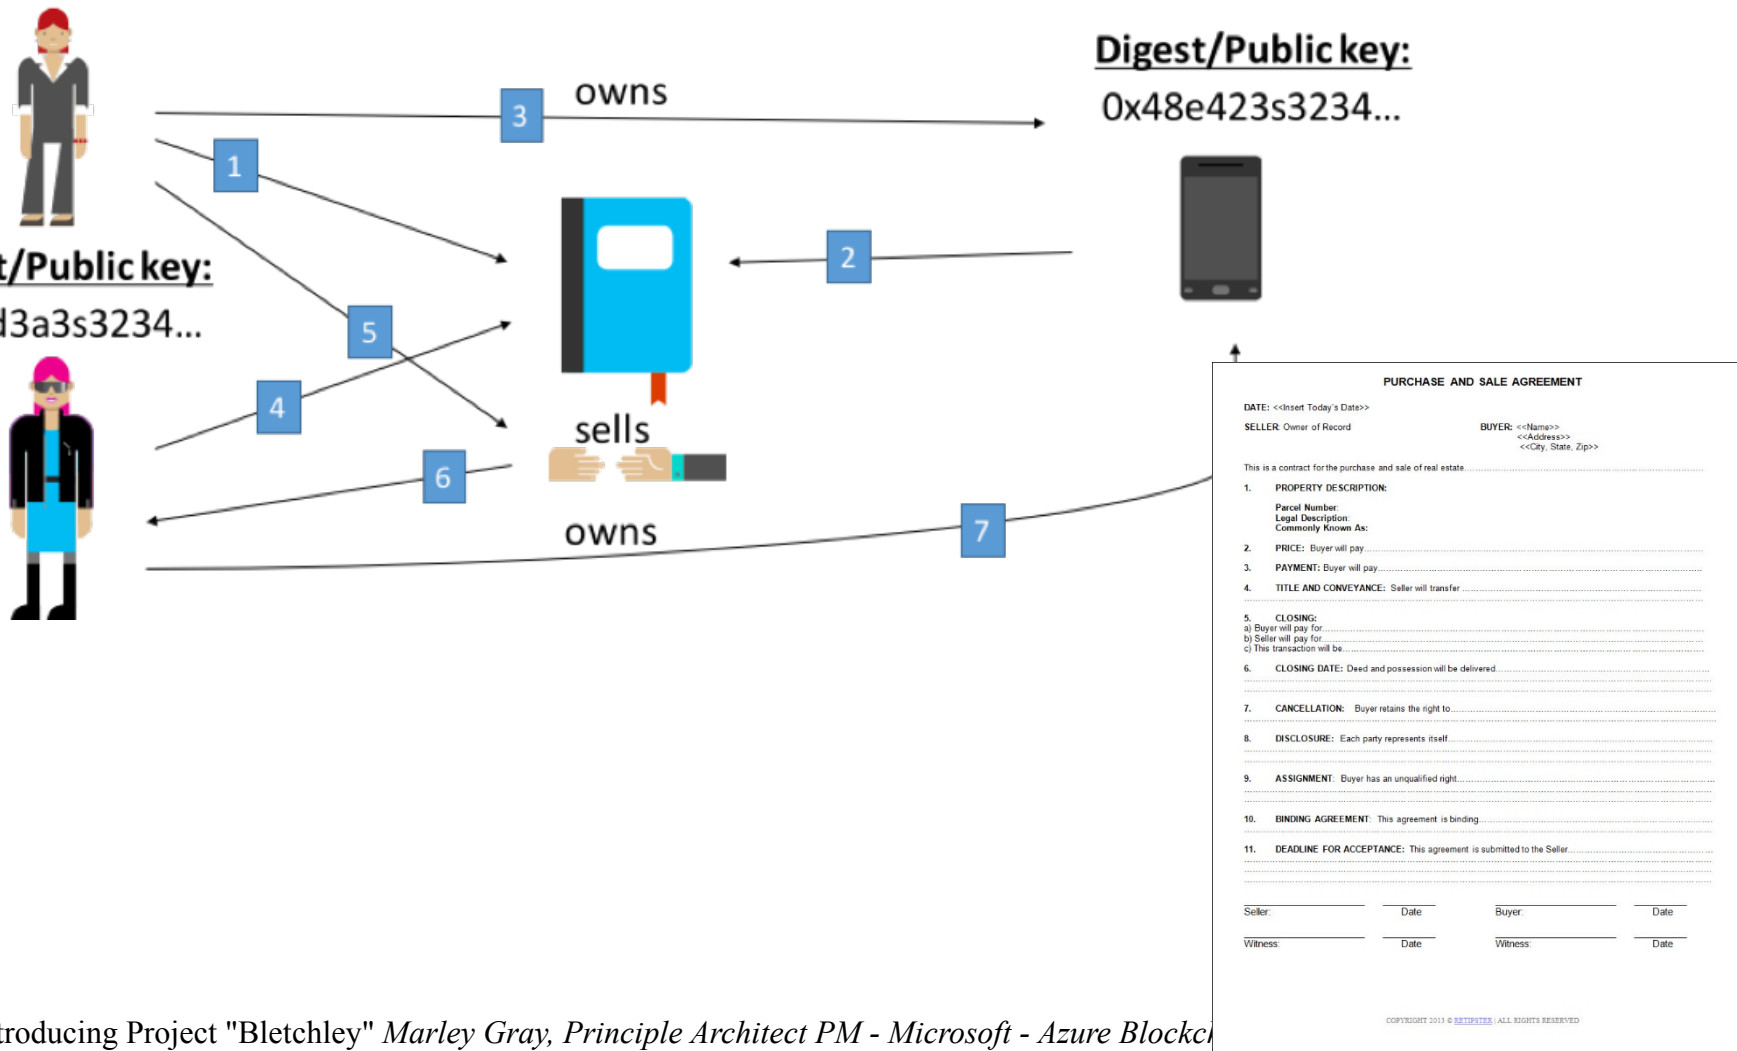 Digest/Public key:
0x48e423s3234...
owns
3
1
2
t/Public key:
d3a3s3234...
5
4
sells
6
owns
7
PURCHASE AND SALE AGREEMENT
DATE: <<Insert Today's Date>>
SELLER: Owner of Record
BUYER: <<Name>>
<<Address>>
<<City, State, Zip>>
This is a contract for the purchase and sale of real estate
1. PROPERTY DESCRIPTION:
Parcel Number:
Legal Description:
Commonly Known As:
2. PRICE: Buyer will pay
3. PAYMENT: Buyer will pay
4. TITLE AND CONVEYANCE: Seller will transfer
5. CLOSING:
a) Buyer will pay for
b) Seller will pay for
c) This transaction will be
6. CLOSING DATE: Deed and possession will be delivered
7. CANCELLATION: Buyer retains the right to
8. DISCLOSURE: Each party represents itself
9. ASSIGNMENT: Buyer has an unqualified right
10. BINDING AGREEMENT: This agreement is binding
11. DEADLINE FOR ACCEPTANCE: This agreement is submitted to the Seller
Seller: Date Buyer: Date
Witness: Date Witness: Date
COPYRIGHT 2013 © RETIPSTER | ALL RIGHTS RESERVED
troducing Project "Bletchley" Marley Gray, Principle Architect PM - Microsoft - Azure Blockc